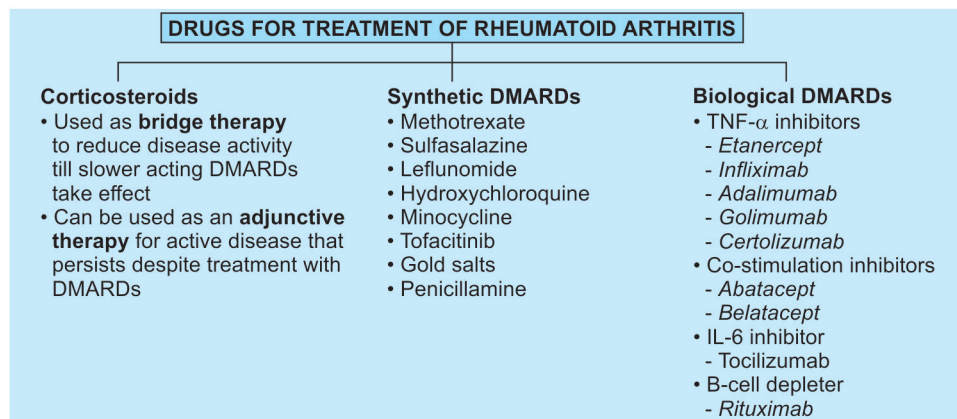 DRUGS FOR TREATMENT OF RHEUMATOID ARTHRITIS
Corticosteroids
• Used as bridge therapy
to reduce disease activity
till slower acting DMARDs
take effect
• Can be used as an adjunctive
therapy for active disease that
persists despite treatment with
DMARDs
Synthetic DMARDs
• Methotrexate
• Sulfasalazine
• Leflunomide
• Hydroxychloroquine
• Minocycline
• Tofacitinib
• Gold salts
• Penicillamine
Biological DMARDs
• TNF-α inhibitors
- Etanercept
- Infliximab
- Adalimumab
- Golimumab
- Certolizumab
• Co-stimulation inhibitors
- Abatacept
- Belatacept
• IL-6 inhibitor
- Tocilizumab
• B-cell depleter
- Rituximab